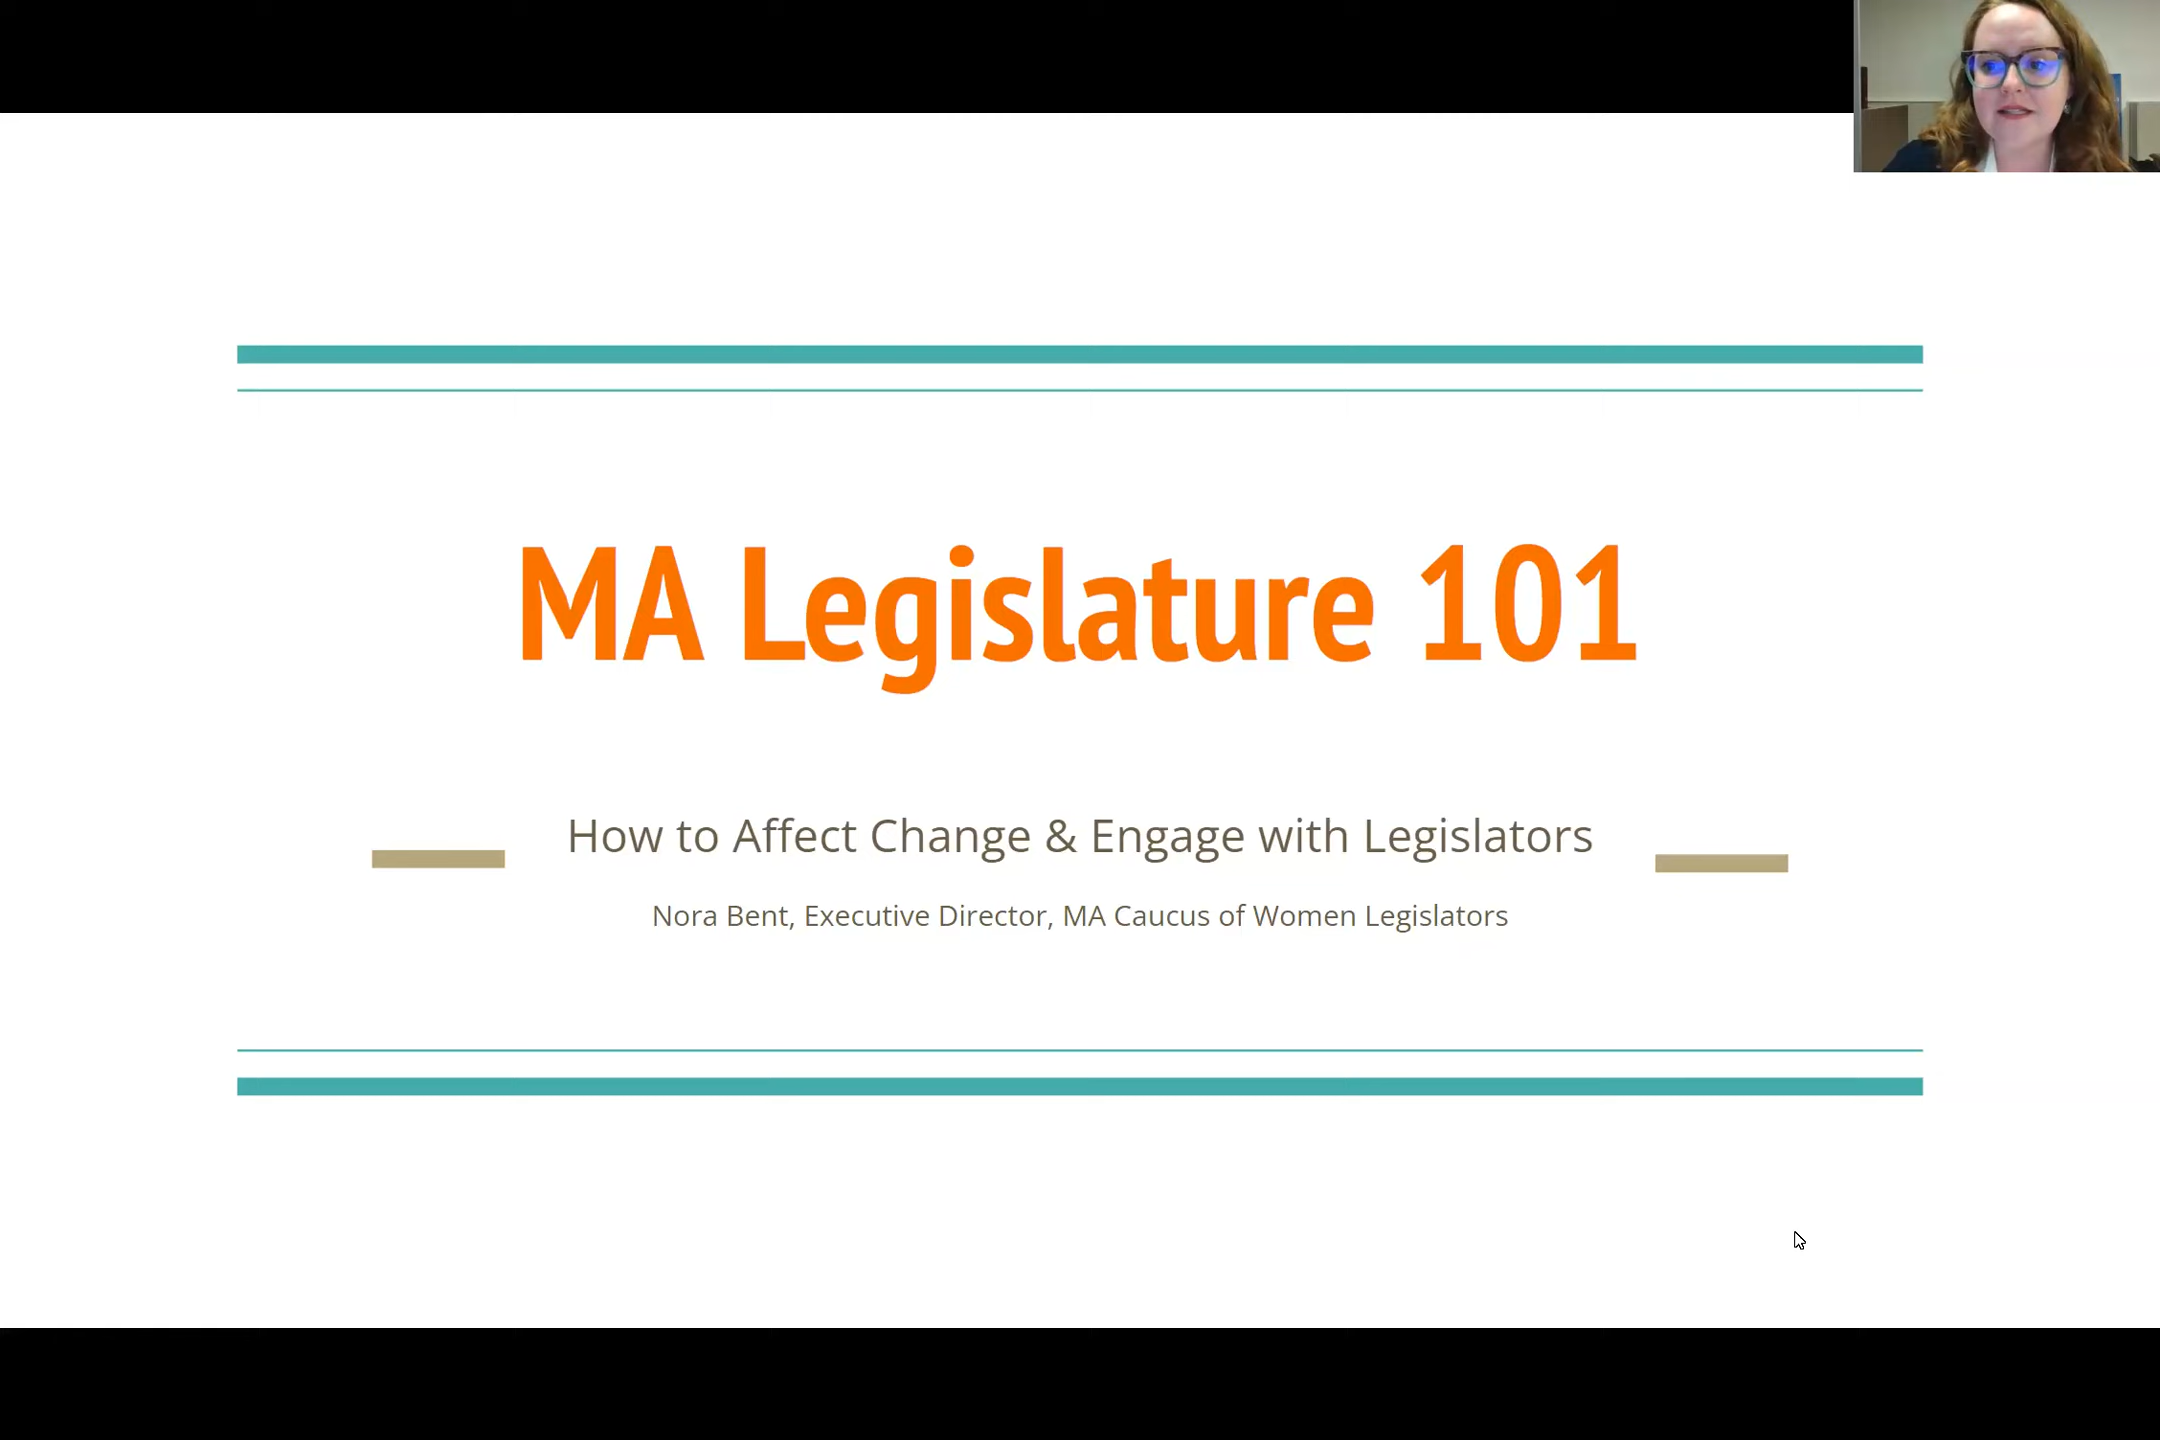 MA Legislature 101
How to Affect Change & Engage with Legislators
Nora Bent, Executive Director, MA Caucus of Women Legislators